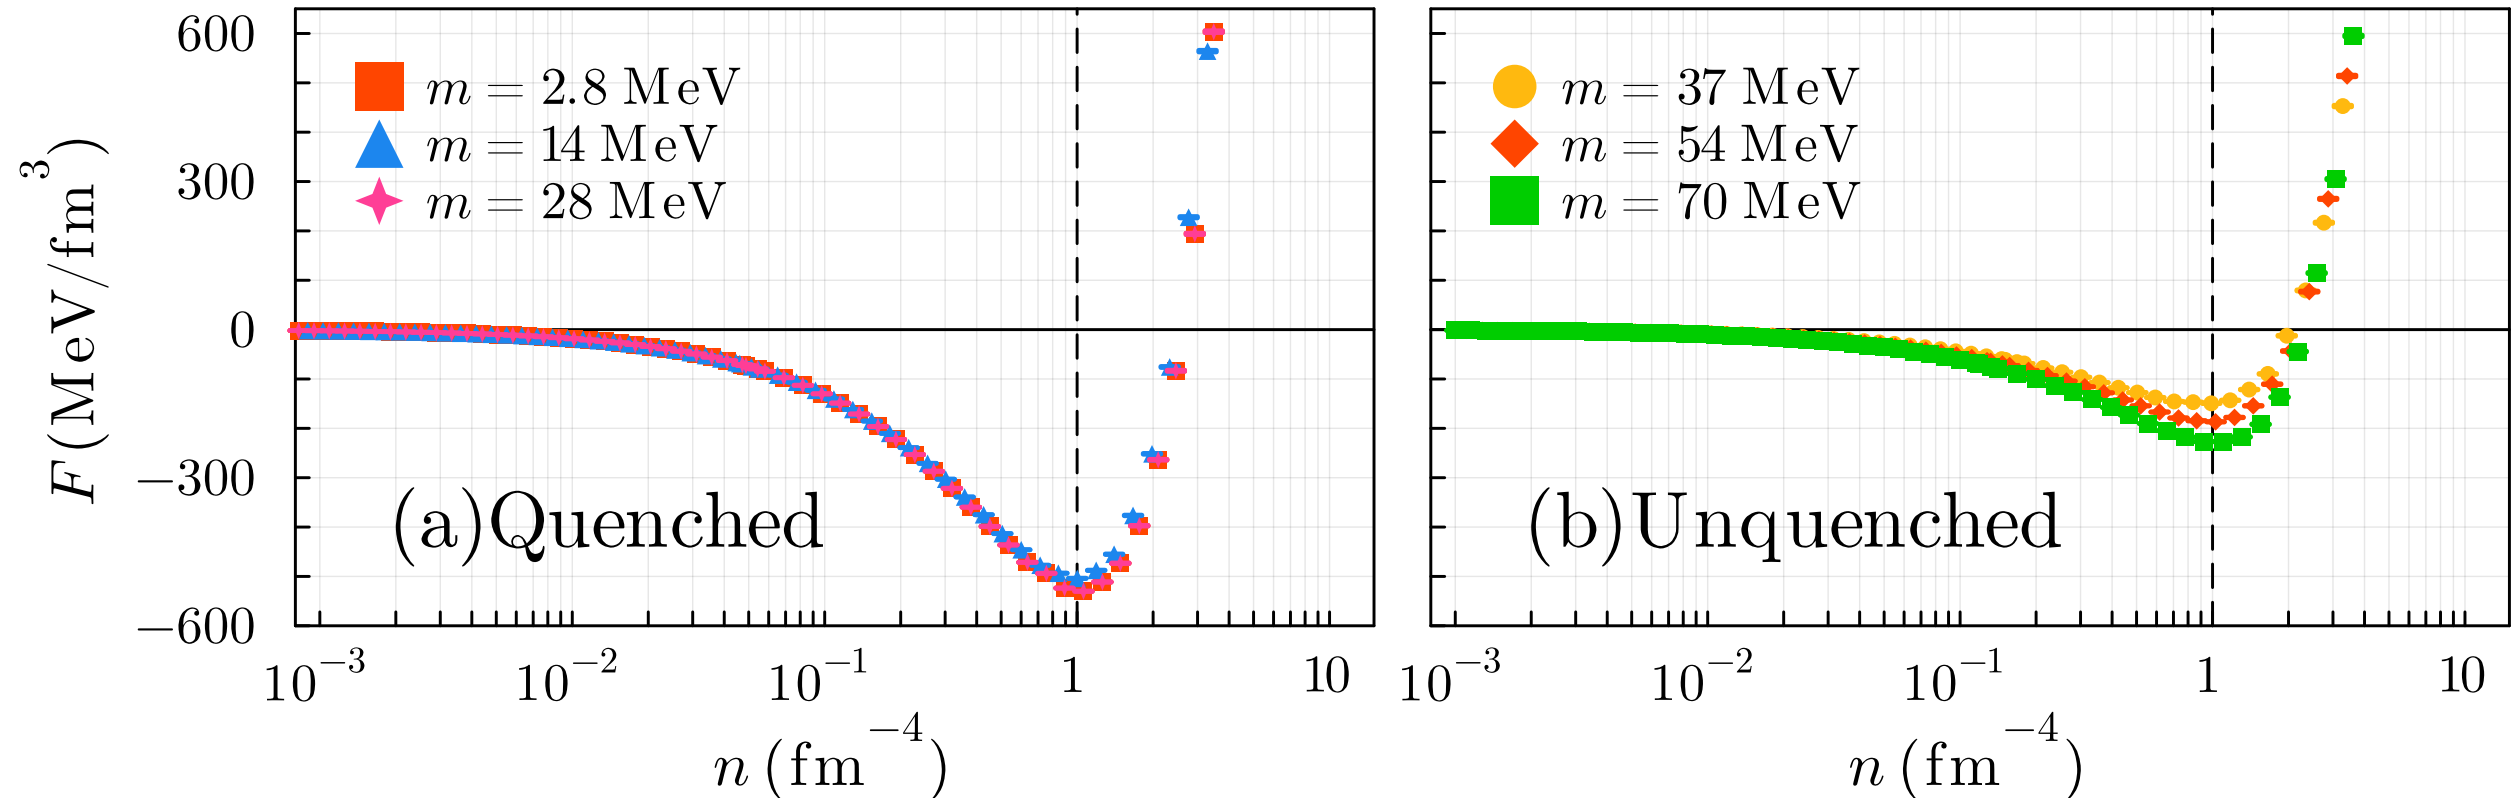 F(MeV/fm³)
600
300
0
−300
−600
m = 2.8 MeV
m = 14 MeV
m = 28 MeV
(a)Quenched
10⁻³ 10⁻² 10⁻¹ 1 10
n(fm⁻⁴)
m = 37 MeV
m = 54 MeV
m = 70 MeV
(b)Unquenched
10⁻³ 10⁻² 10⁻¹ 1 10
n(fm⁻⁴)